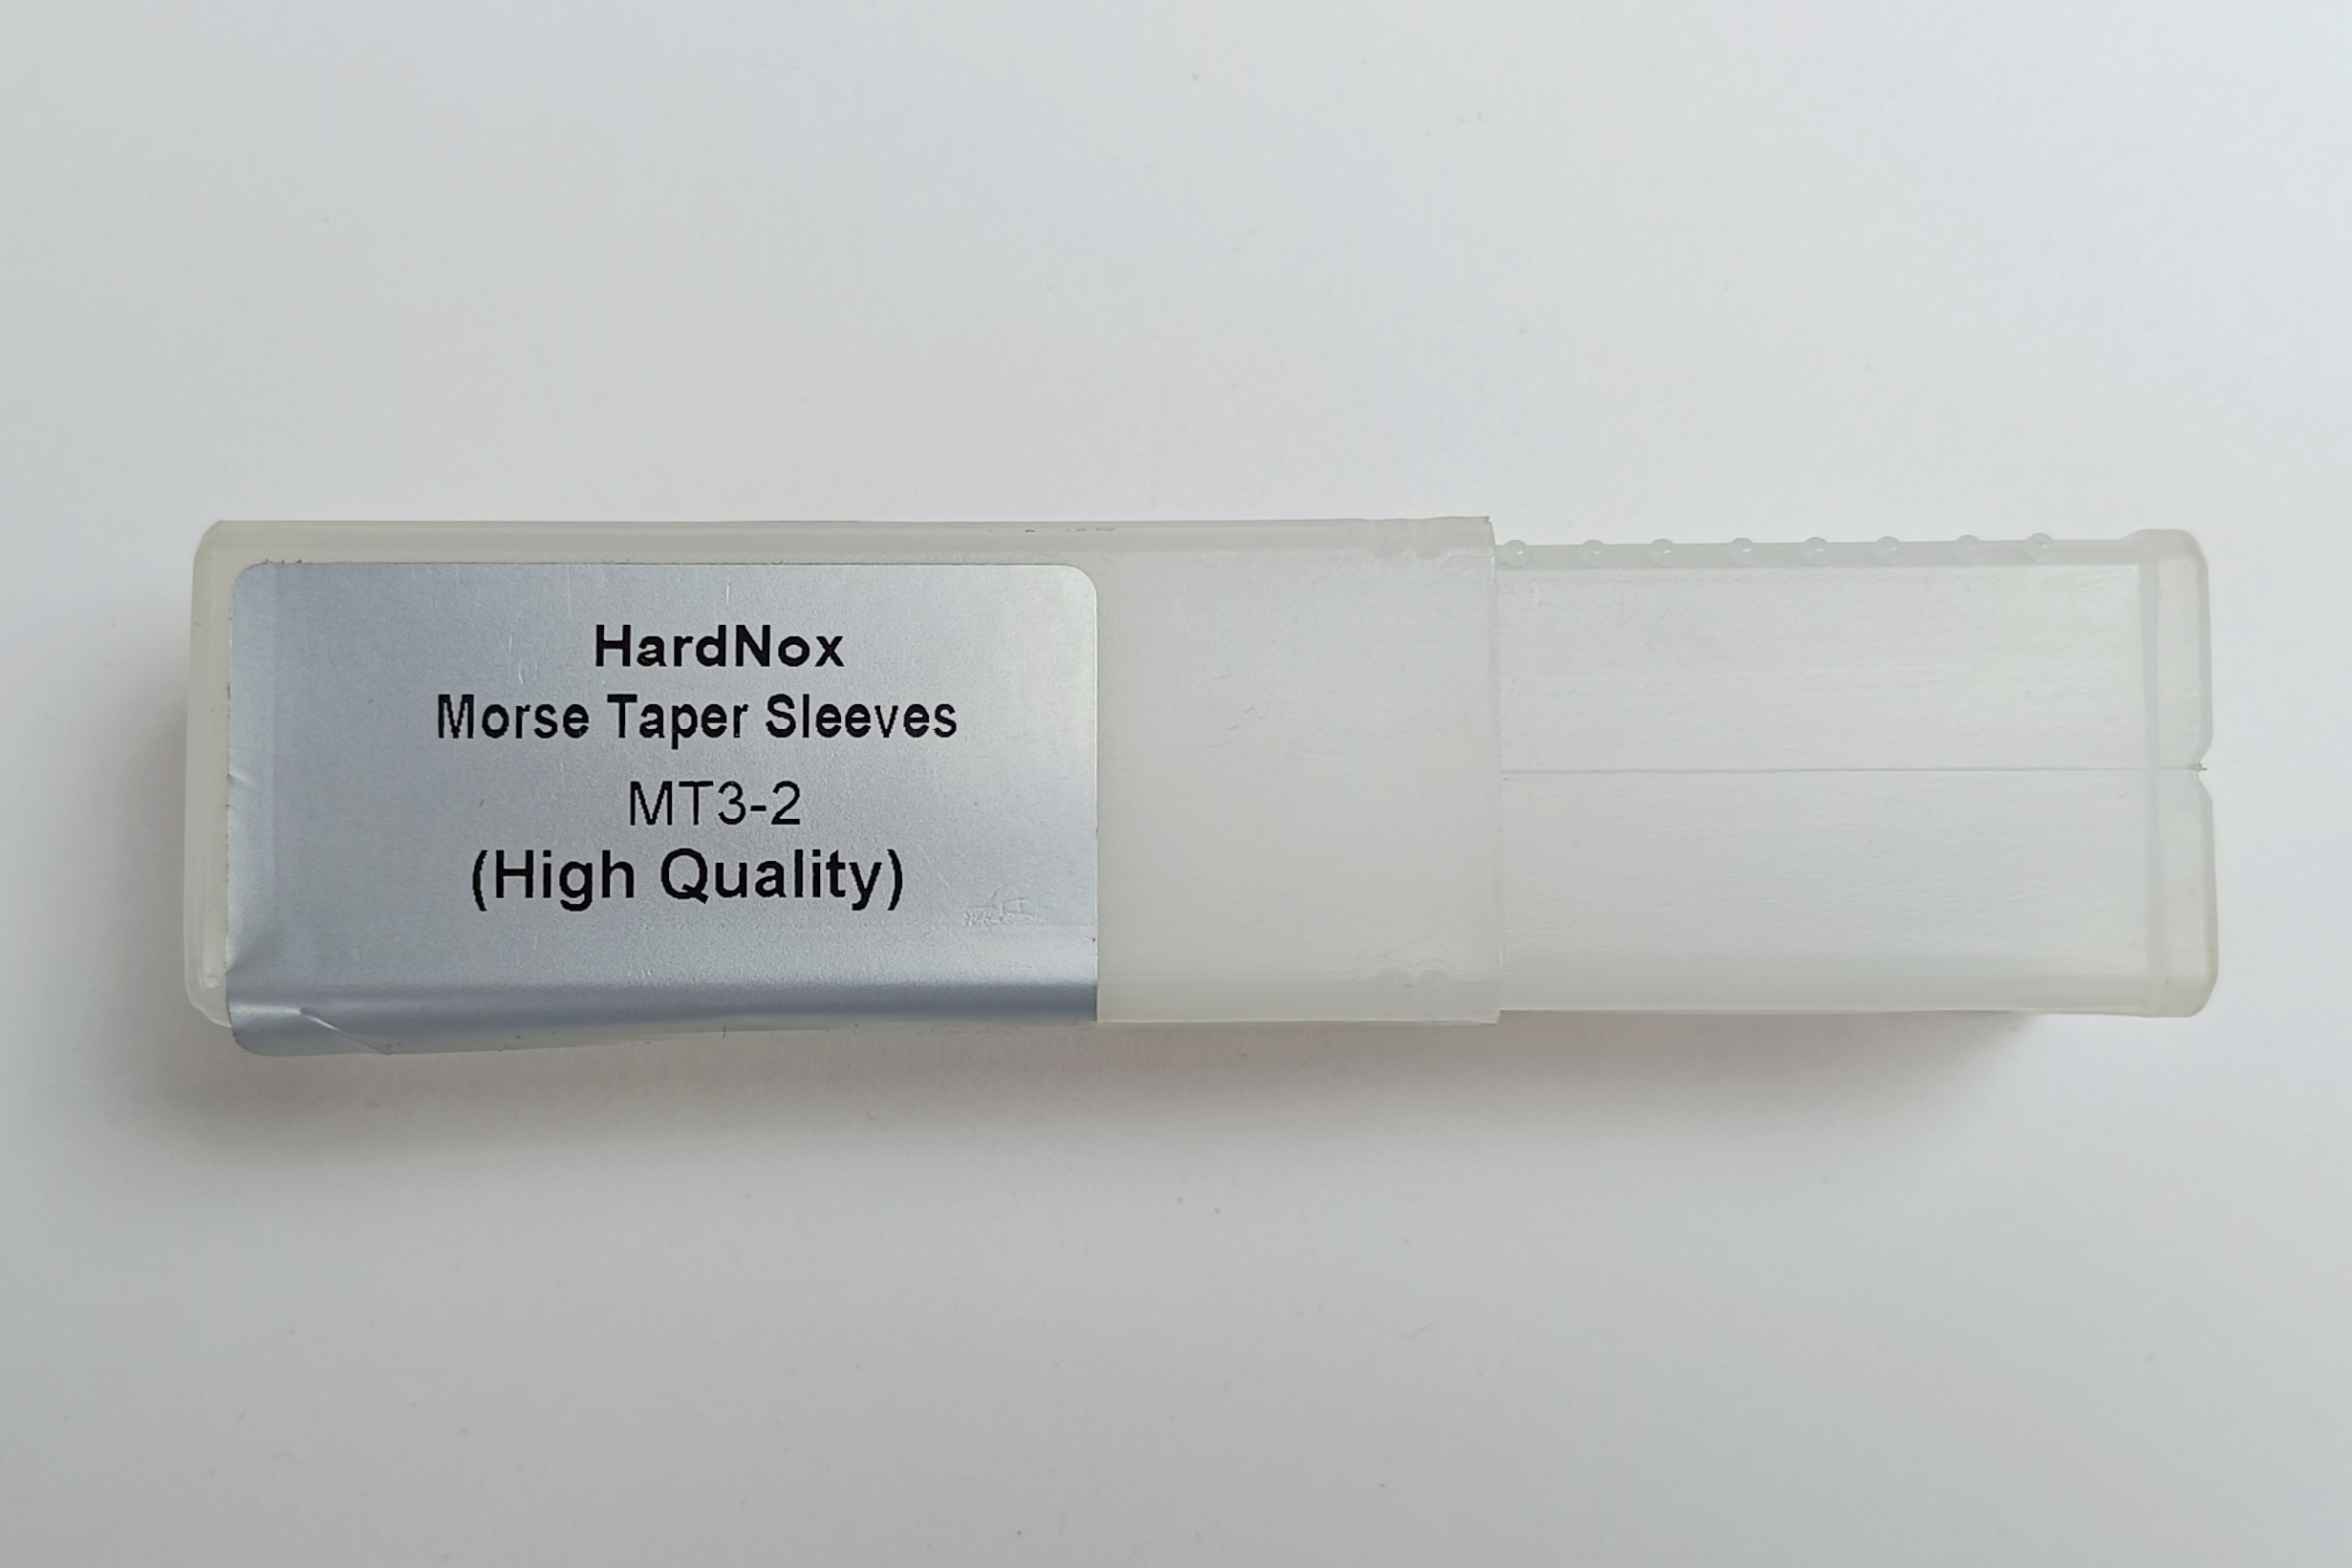 HardNox
Morse Taper Sleeves
MT3-2
(High Quality)